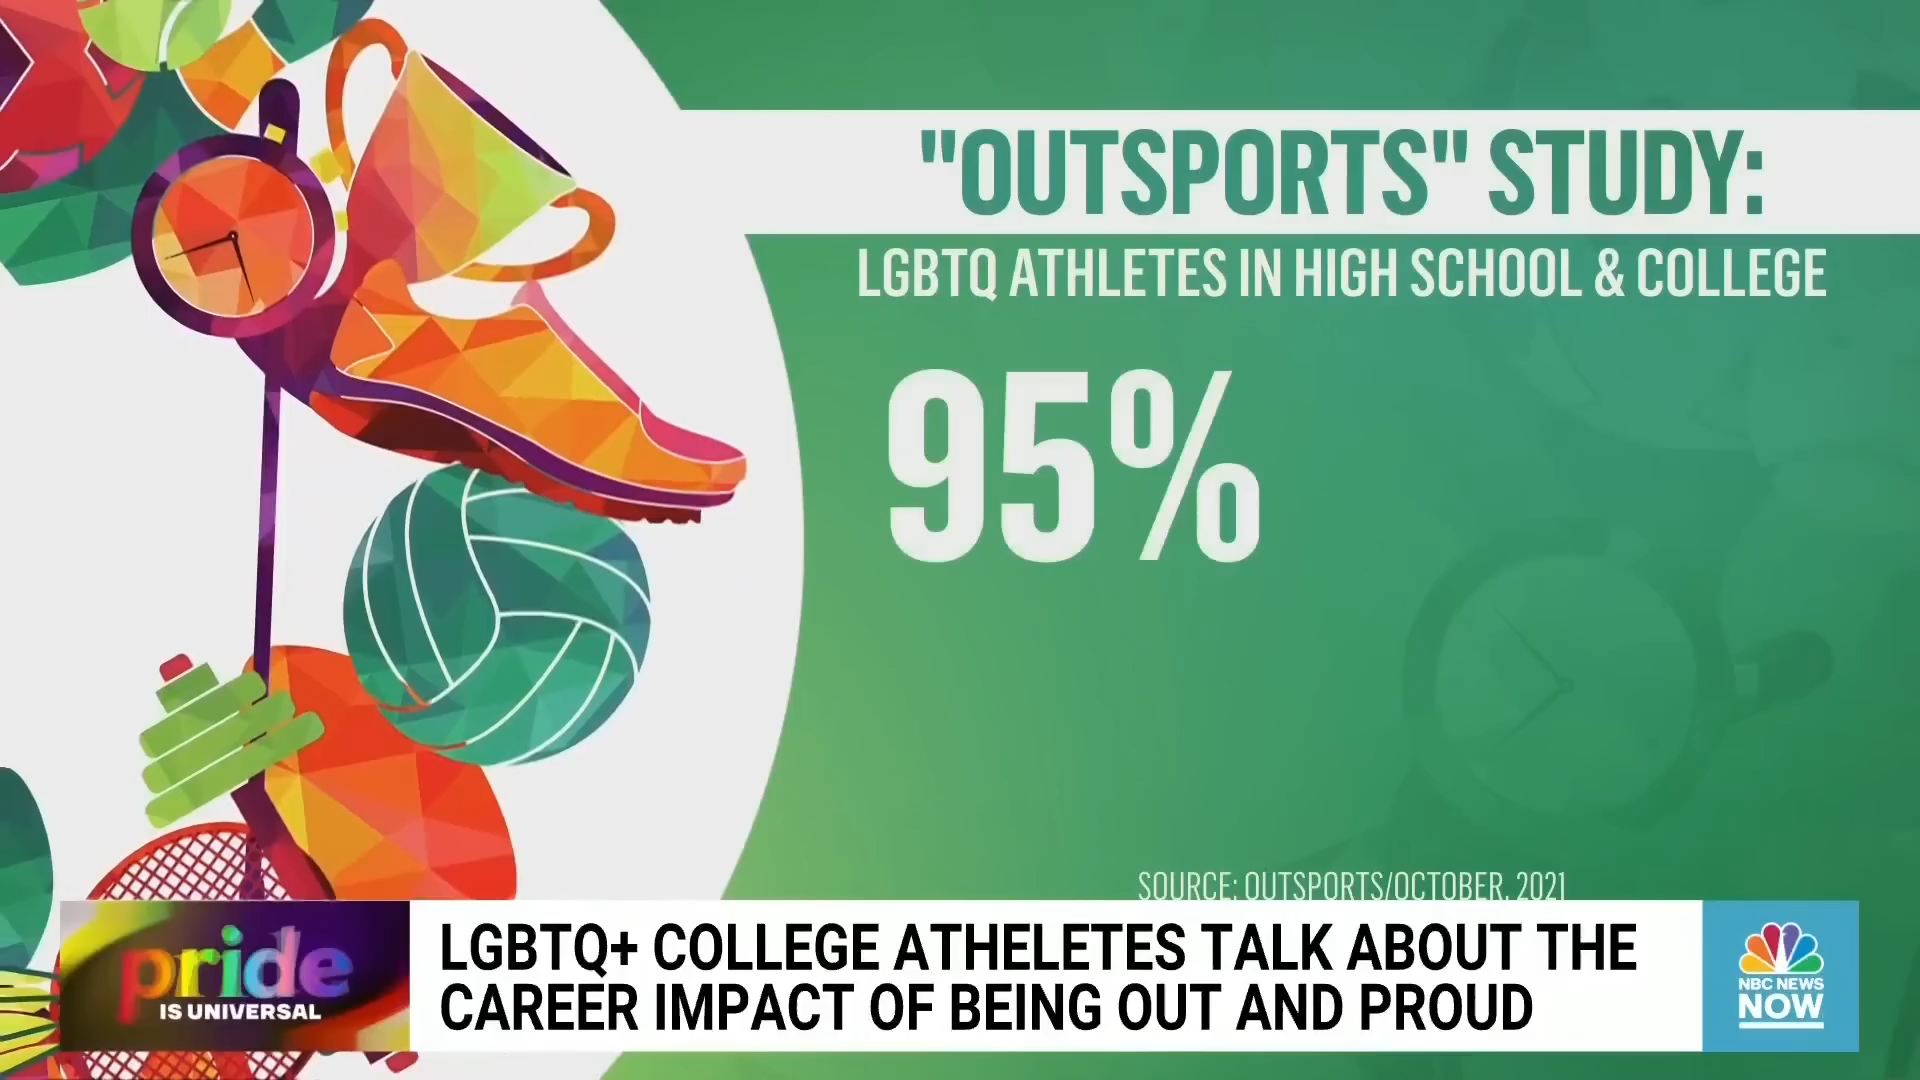 "OUTSPORTS" STUDY:
LGBTQ ATHLETES IN HIGH SCHOOL & COLLEGE
95%
SOURCE: OUTSPORTS/OCTOBER, 2021
pride
IS UNIVERSAL
LGBTQ+ COLLEGE ATHELETES TALK ABOUT THE
CAREER IMPACT OF BEING OUT AND PROUD
NBC NEWS
NOW